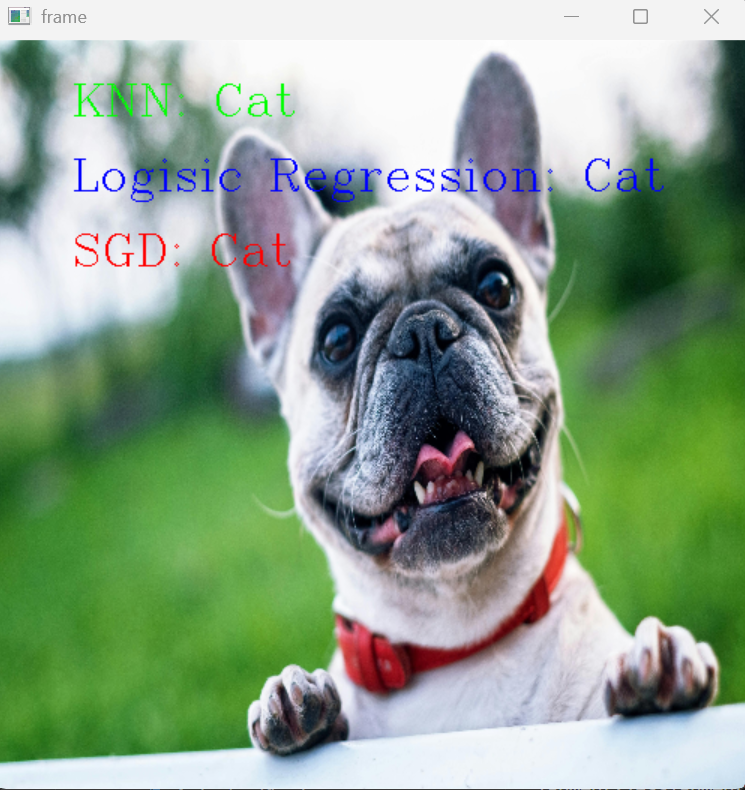 frame
KNN: Cat
Logisic Regression: Cat
SGD: Cat